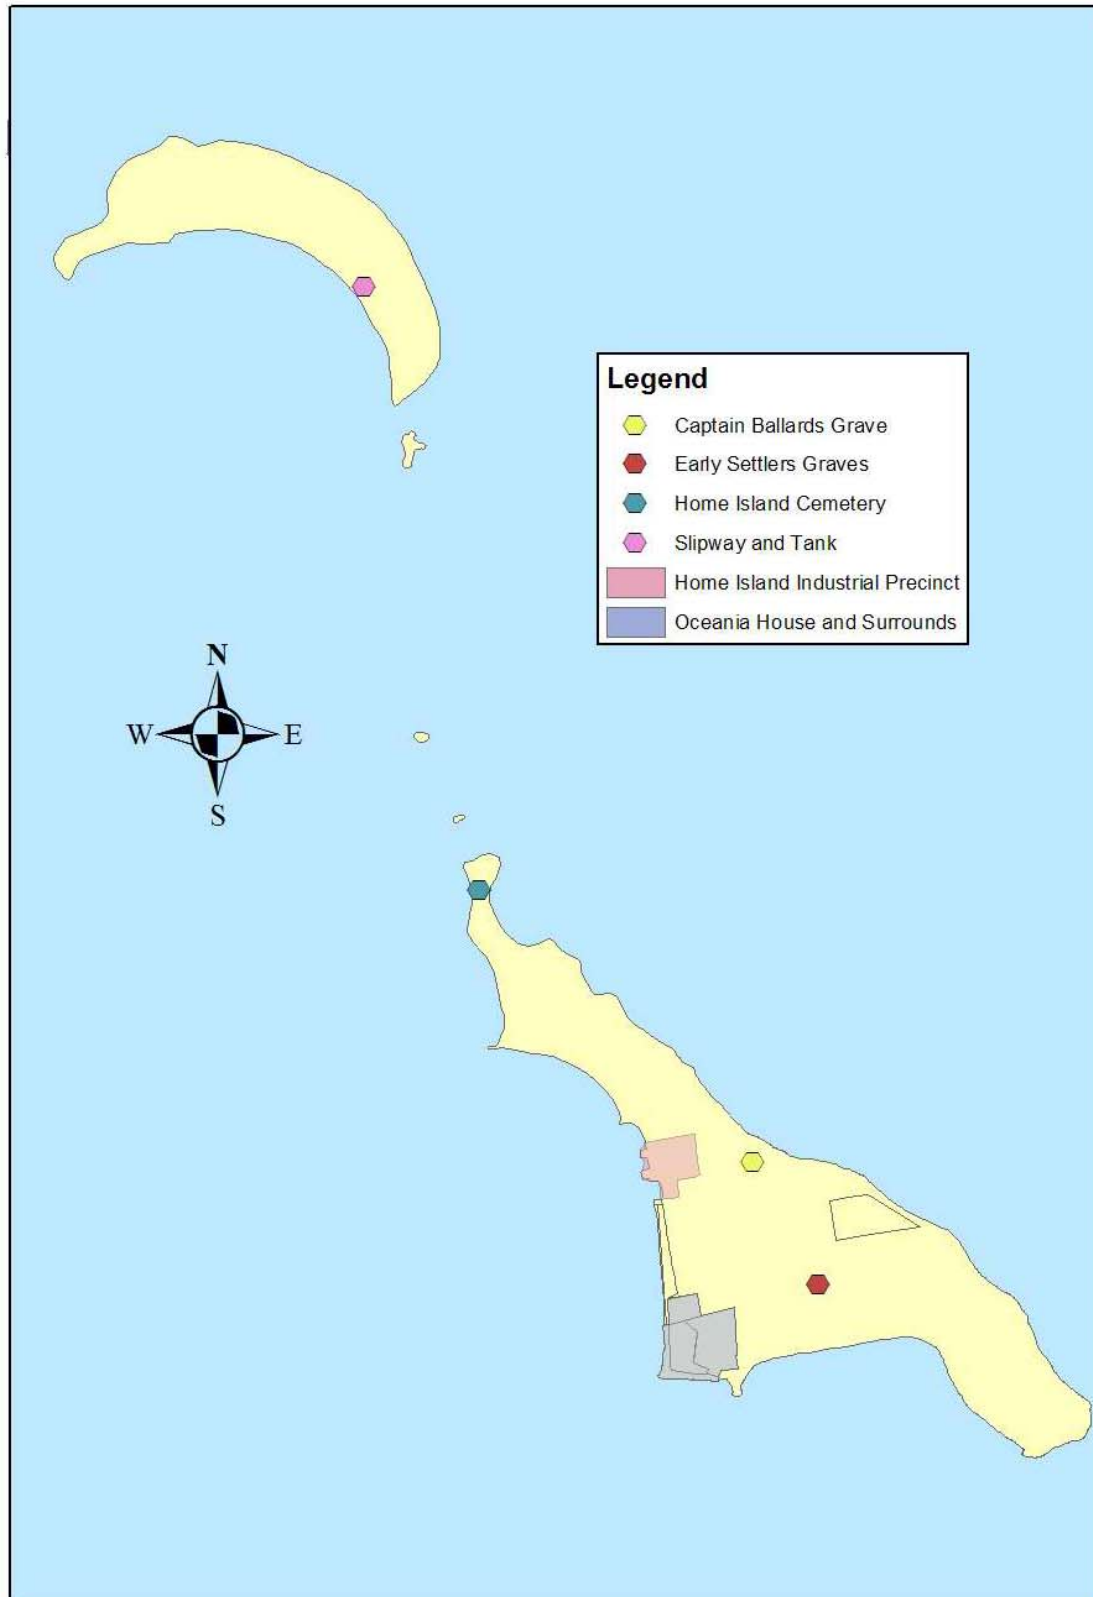 Legend
Captain Ballards Grave
Early Settlers Graves
Home Island Cemetery
Slipway and Tank
Home Island Industrial Precinct
Oceania House and Surrounds
N
W E
S